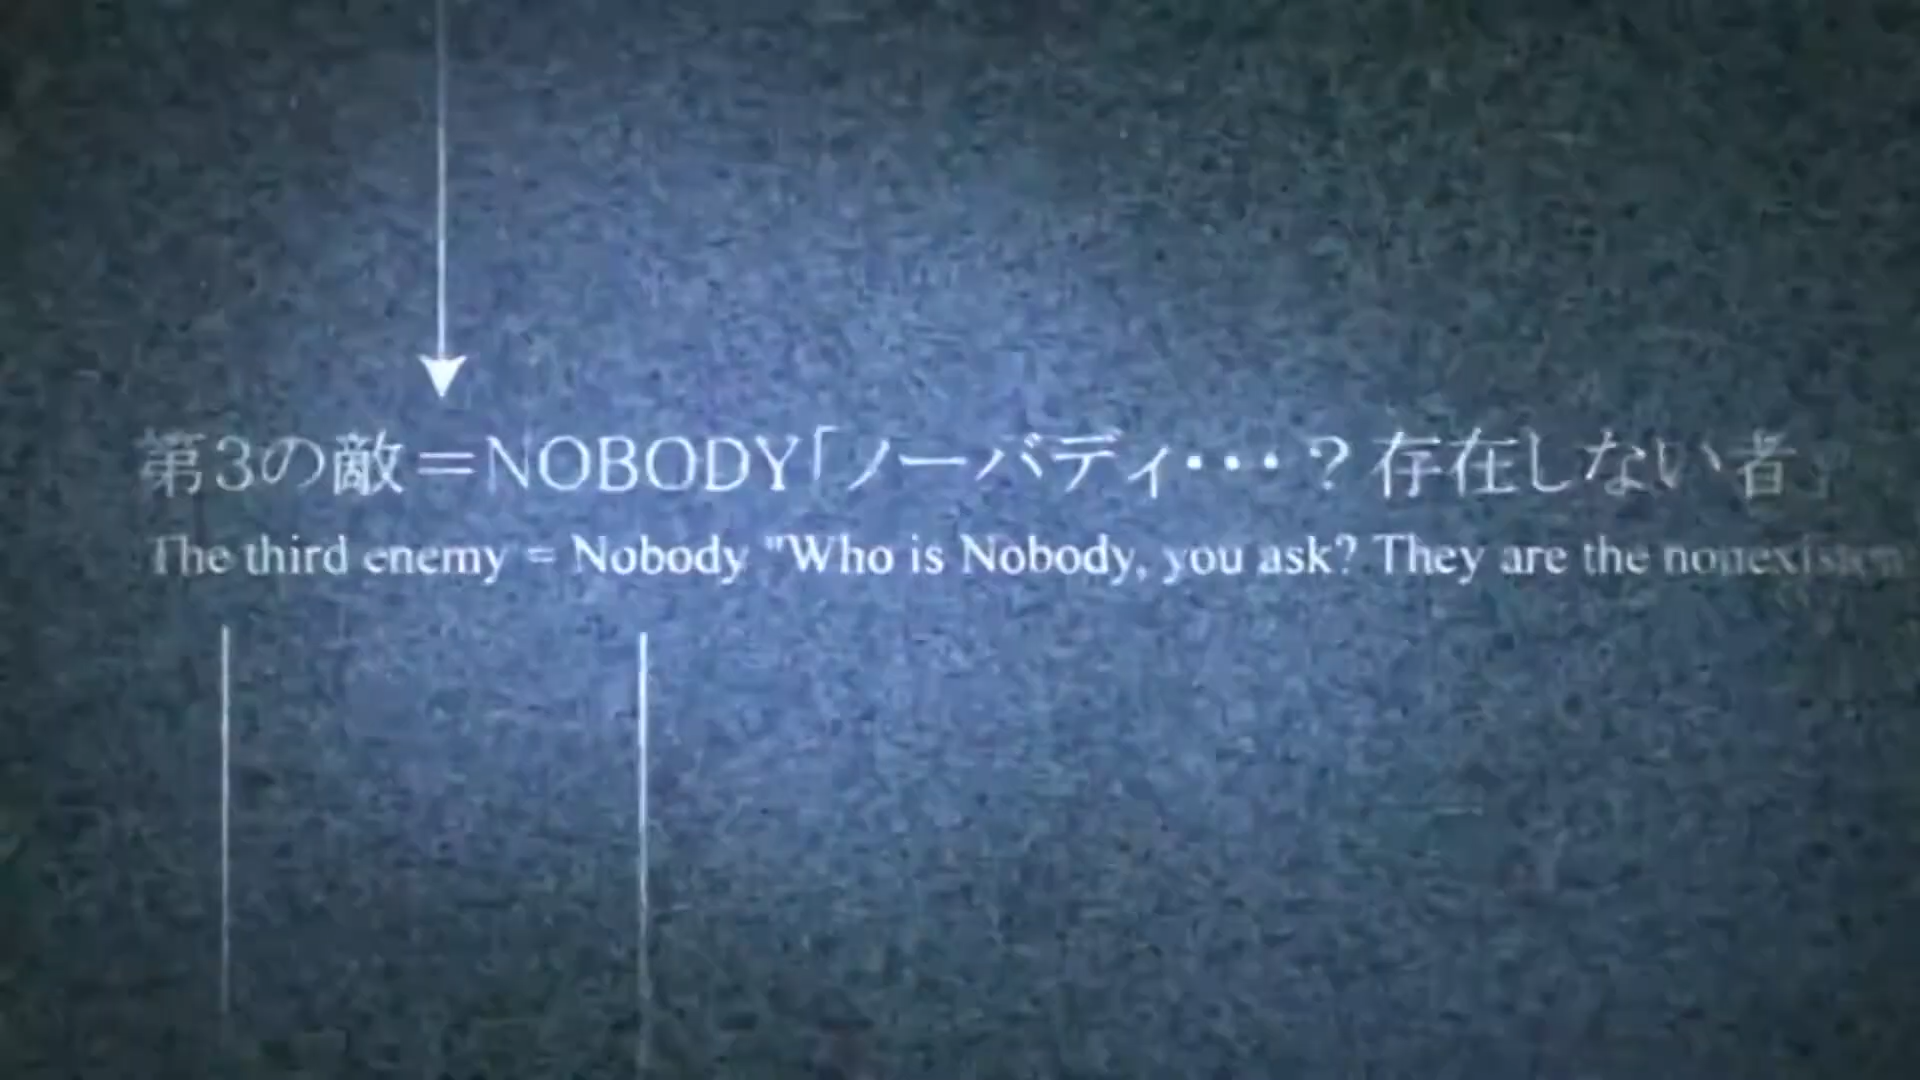 第3の敵＝NOBODY「ノーバディ・・・？存在しない者」
The third enemy = Nobody "Who is Nobody, you ask? They are the nonexistent